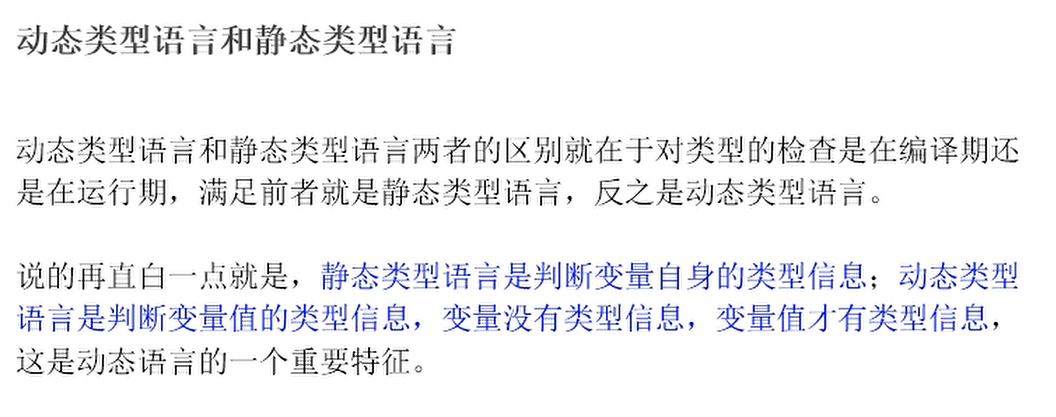 动态类型语言和静态类型语言
动态类型语言和静态类型语言两者的区别就在于对类型的检查是在编译期还
是在运行期，满足前者就是静态类型语言，反之是动态类型语言。
说的再直白一点就是，静态类型语言是判断变量自身的类型信息；动态类型
语言是判断变量值的类型信息，变量没有类型信息，变量值才有类型信息，
这是动态语言的一个重要特征。